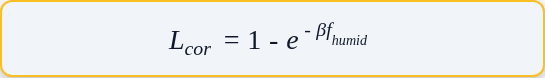 L_cor = 1 - e^{- βf_humid}